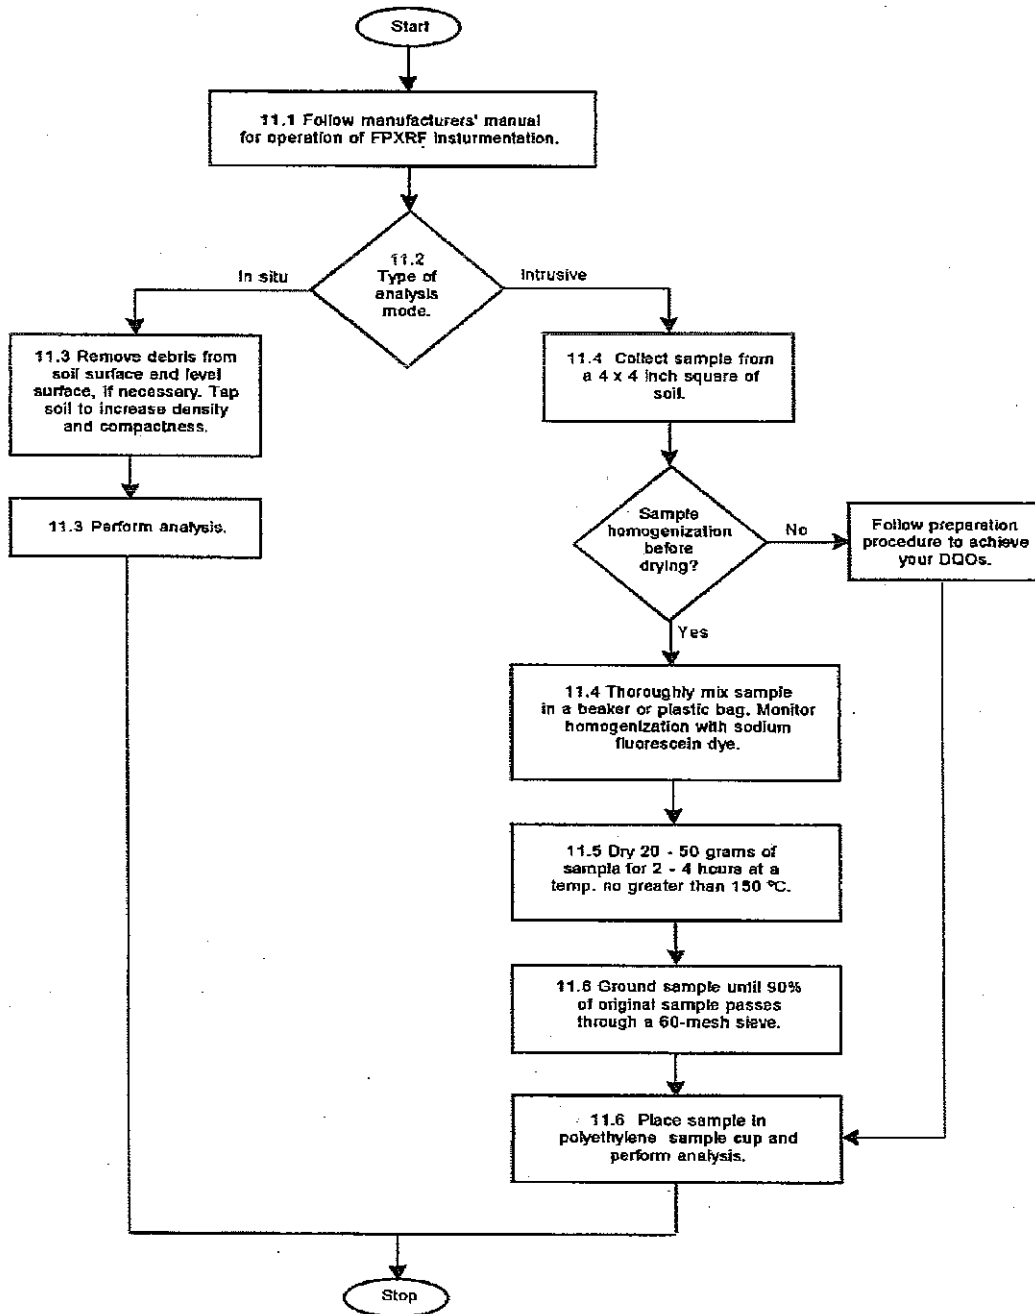 Start
11.1 Follow manufacturers' manual
for operation of FPXRF insturmentation.
11.2
Type of
analysis
mode.
In situ
Intrusive
11.3 Remove debris from
soil surface and level
surface, if necessary. Tap
soil to increase density
and compactness.
11.4 Collect sample from
a 4 x 4 inch square of
soil.
11.3 Perform analysis.
Sample
homogenization
before
drying?
No
Follow preparation
procedure to achieve
your DQOs.
Yes
11.4 Thoroughly mix sample
in a beaker or plastic bag. Monitor
homogenization with sodium
fluorescein dye.
11.5 Dry 20 - 50 grams of
sample for 2 - 4 hours at a
temp. no greater than 150 °C.
11.6 Ground sample until 90%
of original sample passes
through a 60-mesh sieve.
11.6 Place sample in
polyethylene sample cup and
perform analysis.
Stop